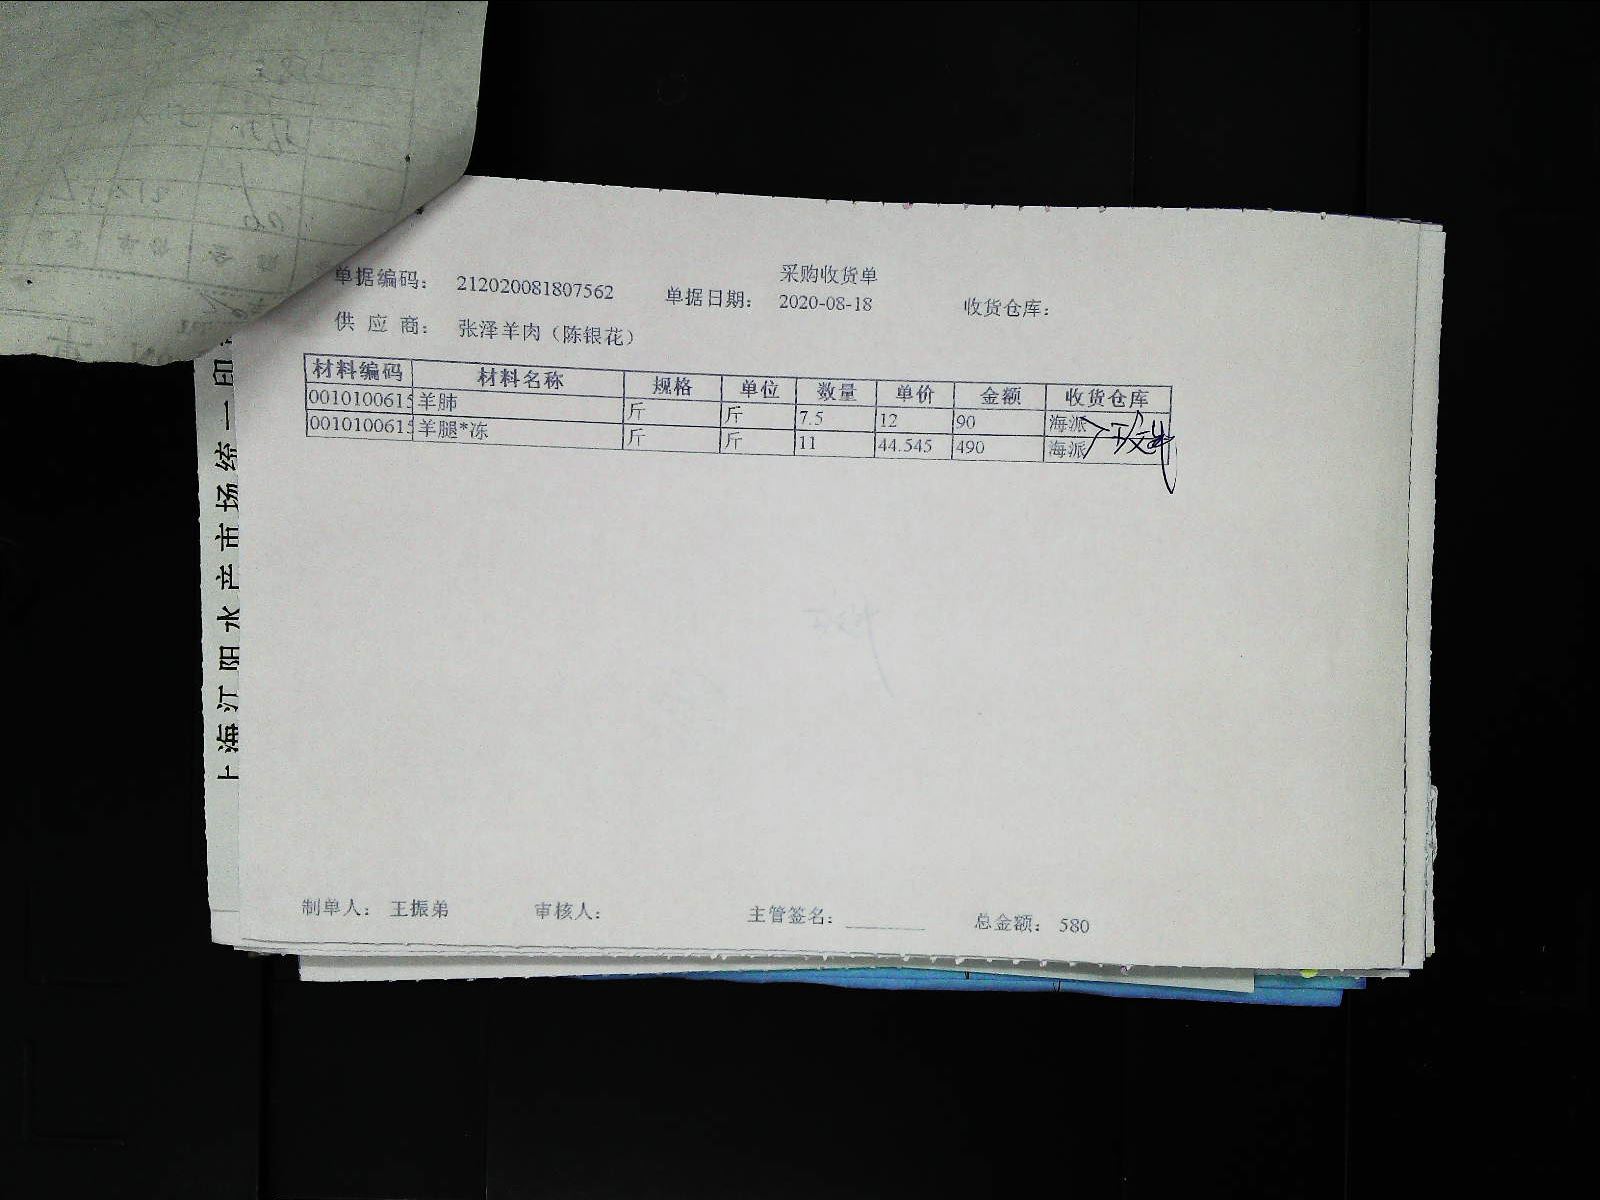 采购收货单
单据编码： 212020081807562 单据日期： 2020-08-18 收货仓库：
供 应 商： 张泽羊肉（陈银花）
材料编码 材料名称 规格 单位 数量 单价 金额 收货仓库
0010100615 羊肺 斤 斤 7.5 12 90 海派
0010100615 羊腿*冻 斤 斤 11 44.545 490 海派
制单人： 王振弟 审核人： 主管签名： 总金额： 580
上海江阳水产市场统一印